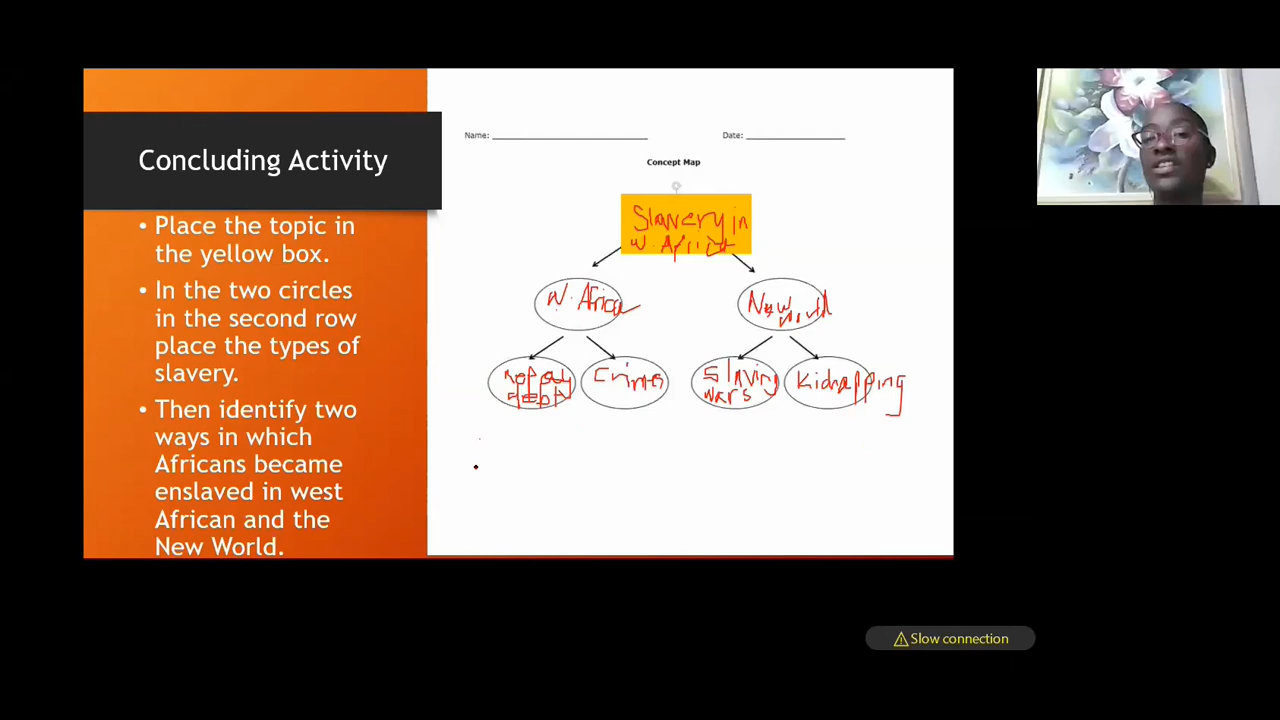 Concluding Activity
• Place the topic in
the yellow box.
• In the two circles
in the second row
place the types of
slavery.
• Then identify two
ways in which
Africans became
enslaved in west
African and the
New World.
Name:
Date:
Concept Map
Slavery in
W. Africa
W. Africa
New
World
pay
debt
Crimes
Slaving
wars
Kidnapping
Slow connection